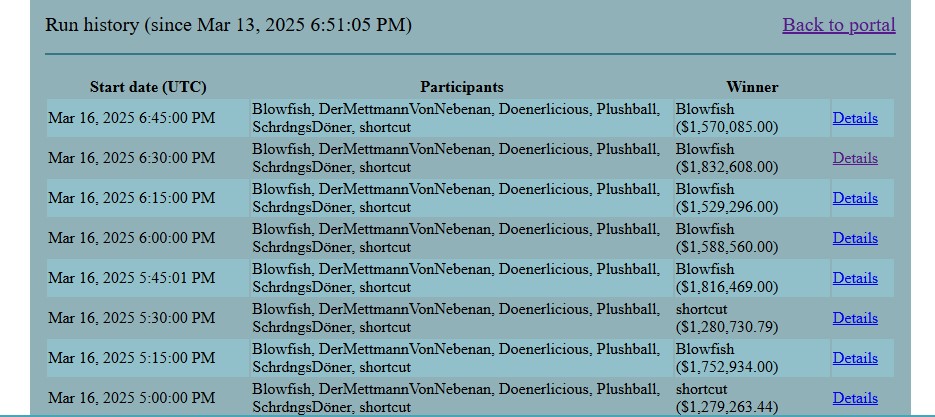 Run history (since Mar 13, 2025 6:51:05 PM) Back to portal
Start date (UTC) Participants Winner
Mar 16, 2025 6:45:00 PM Blowfish, DerMettmannVonNebenan, Doenerlicious, Plushball, SchrdngsDöner, shortcut Blowfish ($1,570,085.00) Details
Mar 16, 2025 6:30:00 PM Blowfish, DerMettmannVonNebenan, Doenerlicious, Plushball, SchrdngsDöner, shortcut Blowfish ($1,832,608.00) Details
Mar 16, 2025 6:15:00 PM Blowfish, DerMettmannVonNebenan, Doenerlicious, Plushball, SchrdngsDöner, shortcut Blowfish ($1,529,296.00) Details
Mar 16, 2025 6:00:00 PM Blowfish, DerMettmannVonNebenan, Doenerlicious, Plushball, SchrdngsDöner, shortcut Blowfish ($1,588,560.00) Details
Mar 16, 2025 5:45:01 PM Blowfish, DerMettmannVonNebenan, Doenerlicious, Plushball, SchrdngsDöner, shortcut Blowfish ($1,816,469.00) Details
Mar 16, 2025 5:30:00 PM Blowfish, DerMettmannVonNebenan, Doenerlicious, Plushball, SchrdngsDöner, shortcut shortcut ($1,280,730.79) Details
Mar 16, 2025 5:15:00 PM Blowfish, DerMettmannVonNebenan, Doenerlicious, Plushball, SchrdngsDöner, shortcut Blowfish ($1,752,934.00) Details
Mar 16, 2025 5:00:00 PM Blowfish, DerMettmannVonNebenan, Doenerlicious, Plushball, SchrdngsDöner, shortcut shortcut ($1,279,263.44) Details